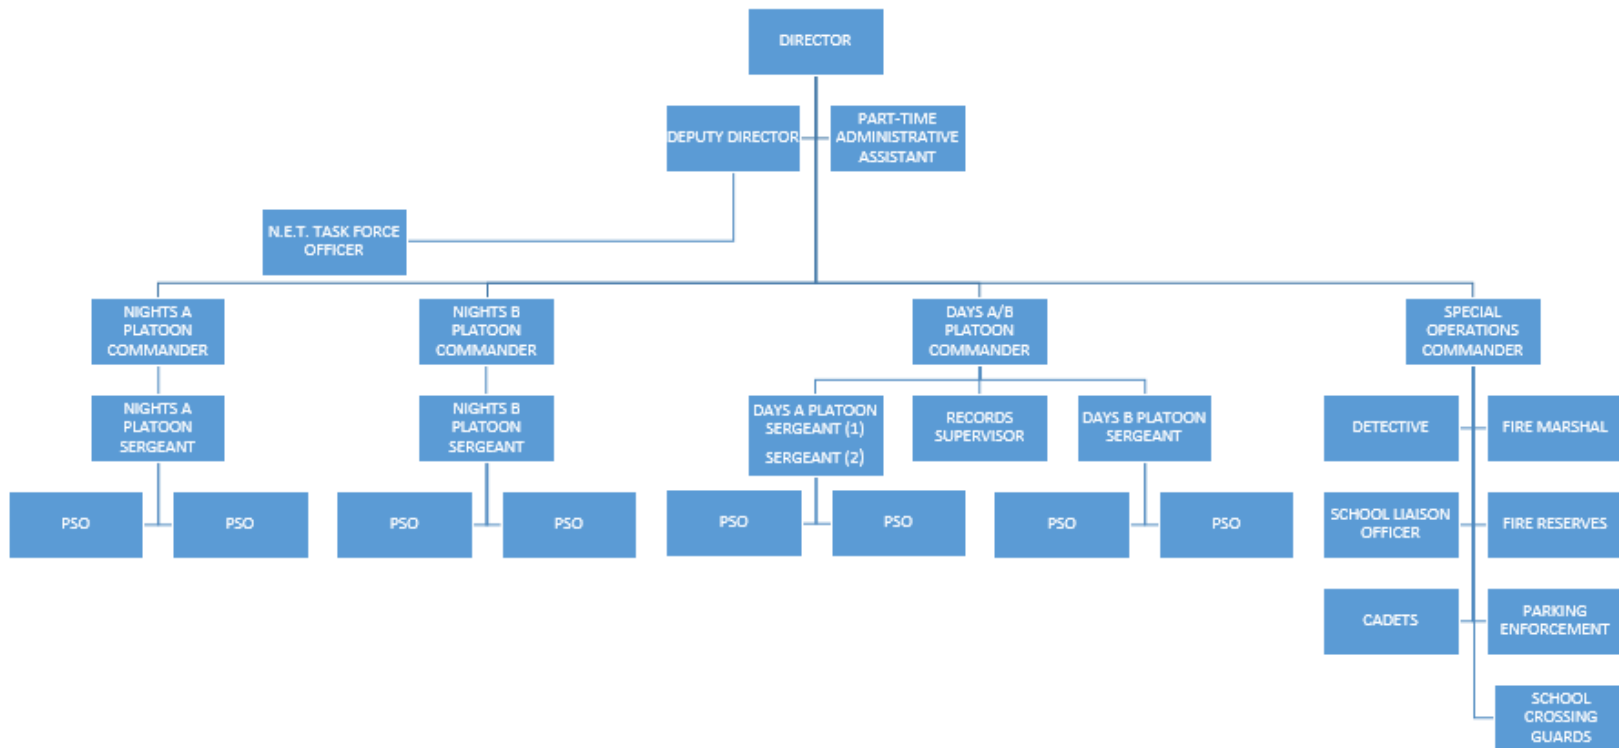 DIRECTOR
DEPUTY DIRECTOR
PART-TIME
ADMINISTRATIVE
ASSISTANT
N.E.T. TASK FORCE
OFFICER
NIGHTS A
PLATOON
COMMANDER
NIGHTS B
PLATOON
COMMANDER
DAYS A/B
PLATOON
COMMANDER
SPECIAL
OPERATIONS
COMMANDER
NIGHTS A
PLATOON
SERGEANT
NIGHTS B
PLATOON
SERGEANT
DAYS A PLATOON
SERGEANT (1)
SERGEANT (2)
RECORDS
SUPERVISOR
DAYS B PLATOON
SERGEANT
DETECTIVE
FIRE MARSHAL
PSO
PSO
PSO
PSO
PSO
PSO
PSO
PSO
SCHOOL LIAISON
OFFICER
FIRE RESERVES
CADETS
PARKING
ENFORCEMENT
SCHOOL
CROSSING
GUARDS